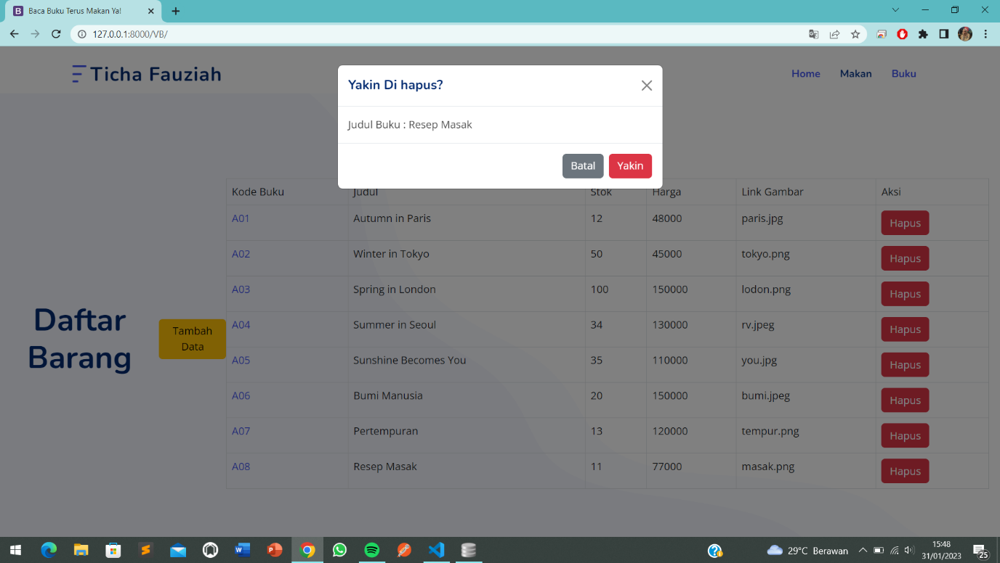 Baca Buku Terus Makan Ya!
127.0.0.1:8000/VB/
Ticha Fauziah
Home Makan Buku
Yakin Di hapus?
Judul Buku : Resep Masak
Batal Yakin
Kode Buku Judul Stok Harga Link Gambar Aksi
A01 Autumn in Paris 12 48000 paris.jpg Hapus
A02 Winter in Tokyo 50 45000 tokyo.png Hapus
A03 Spring in London 100 150000 lodon.png Hapus
A04 Summer in Seoul 34 130000 rv.jpeg Hapus
A05 Sunshine Becomes You 35 110000 you.jpg Hapus
A06 Bumi Manusia 20 150000 bumi.jpeg Hapus
A07 Pertempuran 13 120000 tempur.png Hapus
A08 Resep Masak 11 77000 masak.png Hapus
Daftar
Barang
Tambah
Data
29°C Berawan
15:48
31/01/2023
25